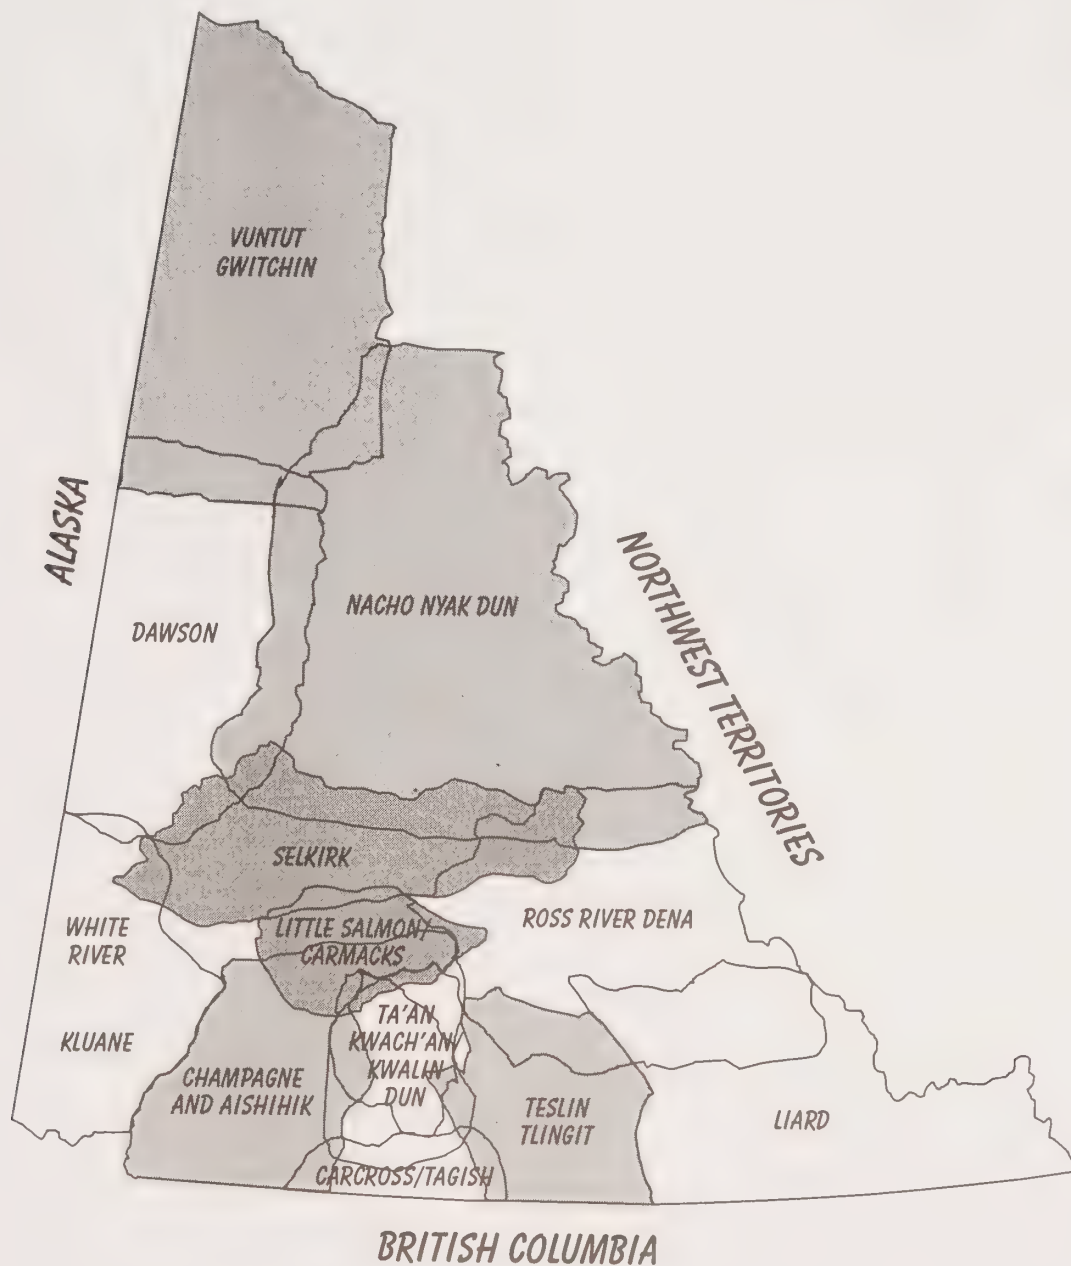 VUNTUT
GWITCHIN
ALASKA
NACHO NYAK DUN
DAWSON
NORTHWEST TERRITORIES
SELKIRK
WHITE
RIVER
LITTLE SALMON/
CARMACKS
ROSS RIVER DENA
KLUANE
TA'AN
KWACH'AN
KWALIN
DUN
CHAMPAGNE
AND AISHIHIK
TESLIN
TLINGIT
LIARD
CARCROSS/TAGISH
BRITISH COLUMBIA